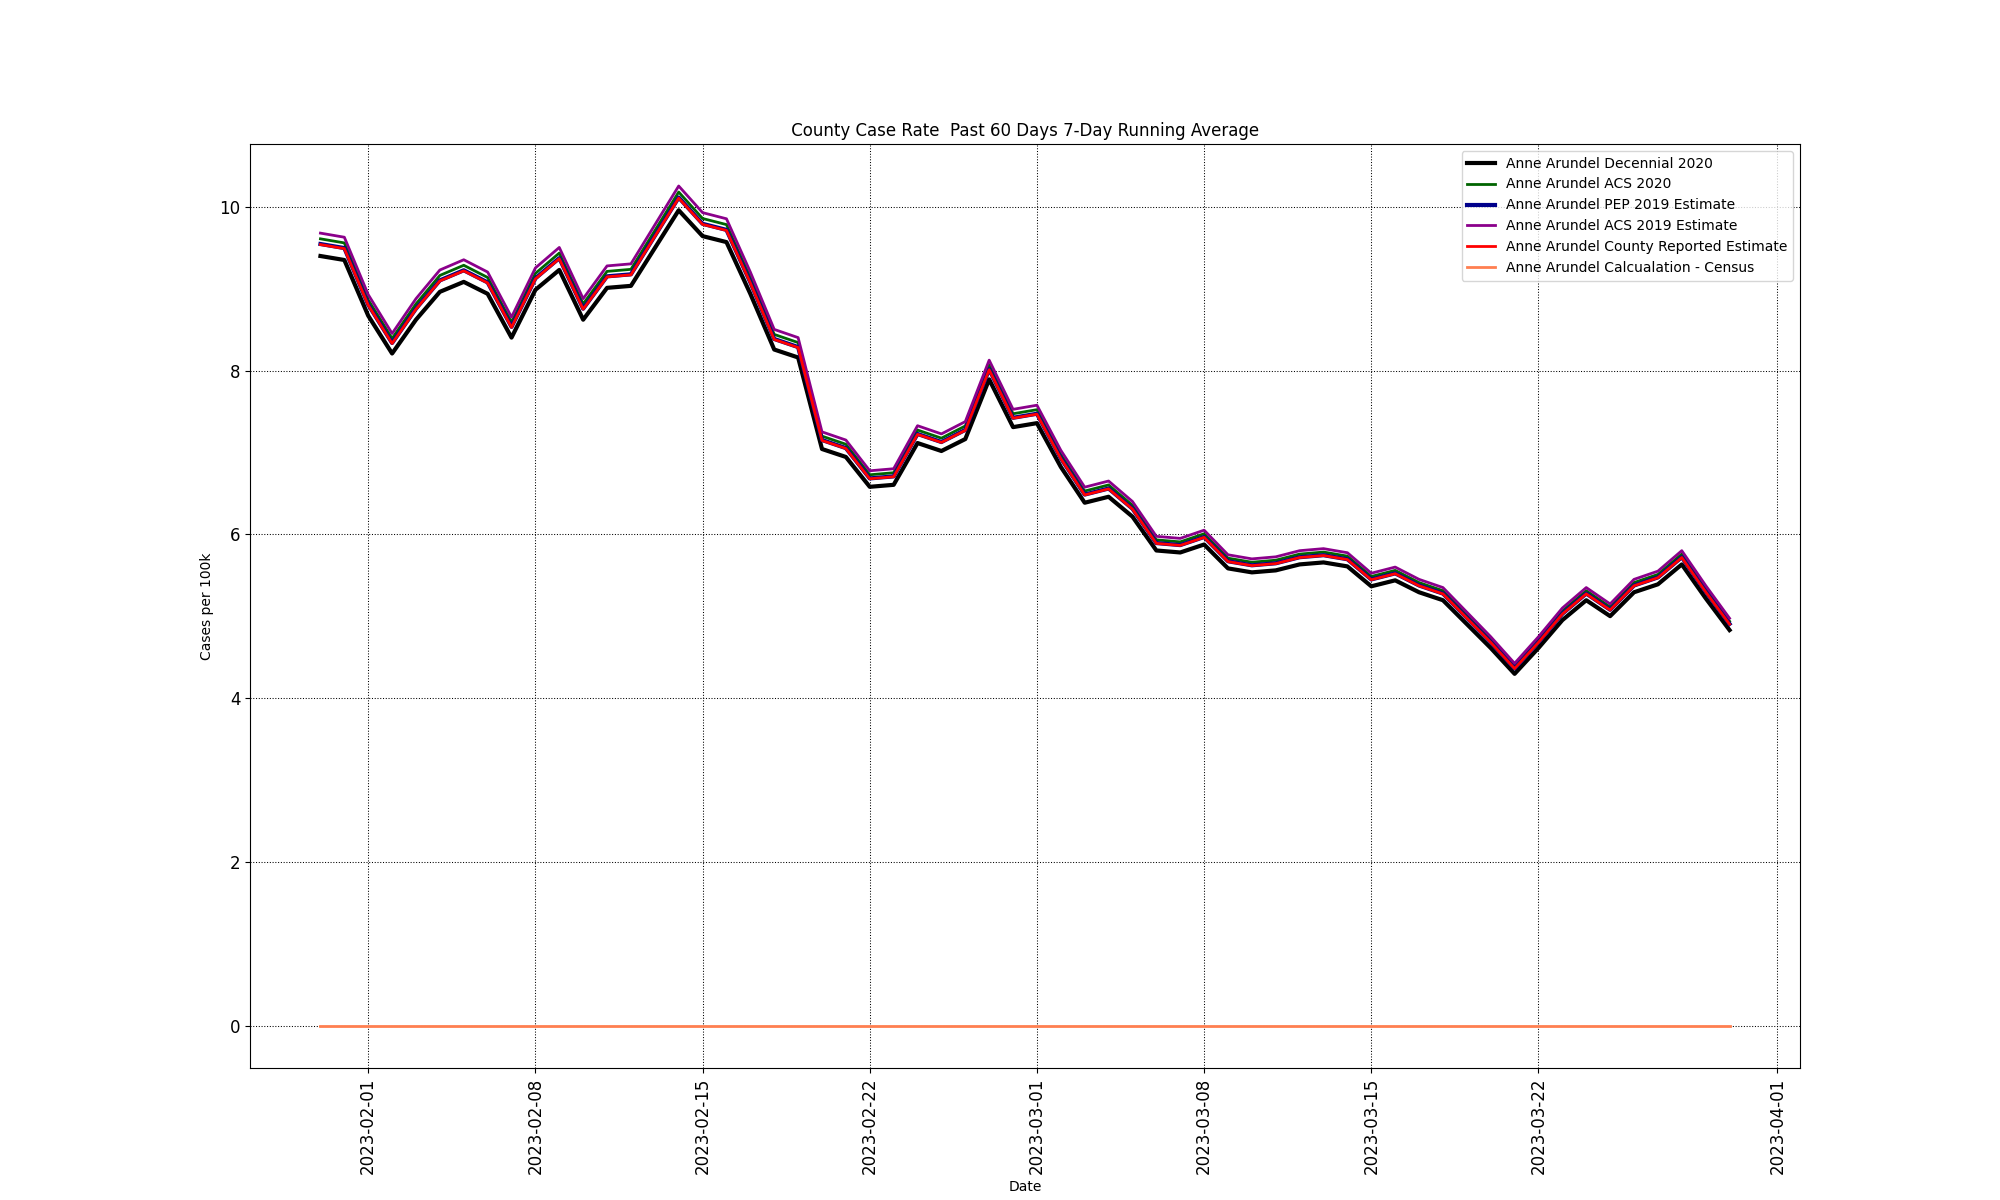 County Case Rate  Past 60 Days 7-Day Running Average
Anne Arundel Decennial 2020
Anne Arundel ACS 2020
Anne Arundel PEP 2019 Estimate
Anne Arundel ACS 2019 Estimate
Anne Arundel County Reported Estimate
Anne Arundel Calcualation - Census
10
8
6
4
2
0
Cases per 100k
2023-02-01
2023-02-08
2023-02-15
2023-02-22
2023-03-01
2023-03-08
2023-03-15
2023-03-22
2023-04-01
Date